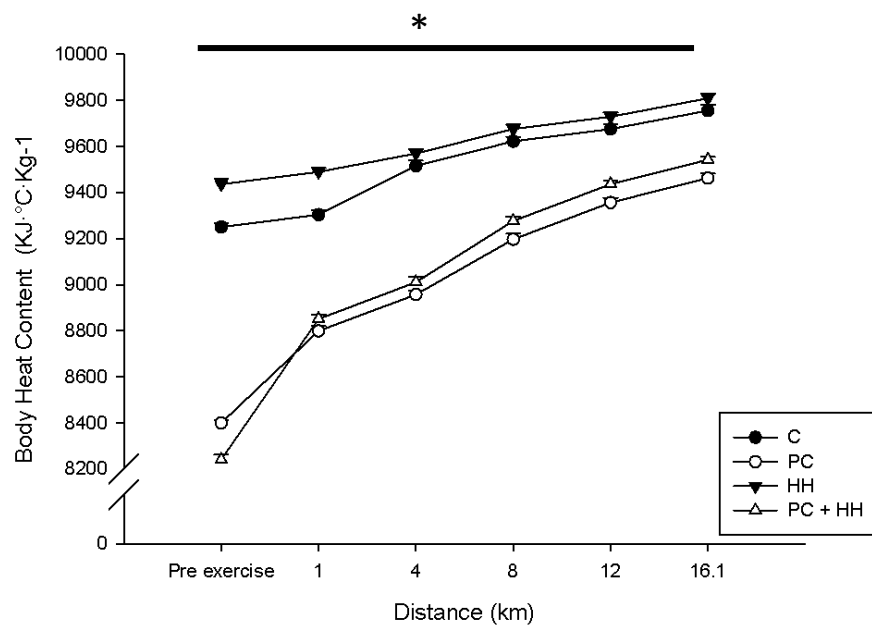 *
10000
9800
9600
9400
9200
9000
8800
8600
8400
8200
0
Body Heat Content (KJ·°C·Kg-1
Pre exercise 1 4 8 12 16.1
Distance (km)
C
PC
HH
PC + HH